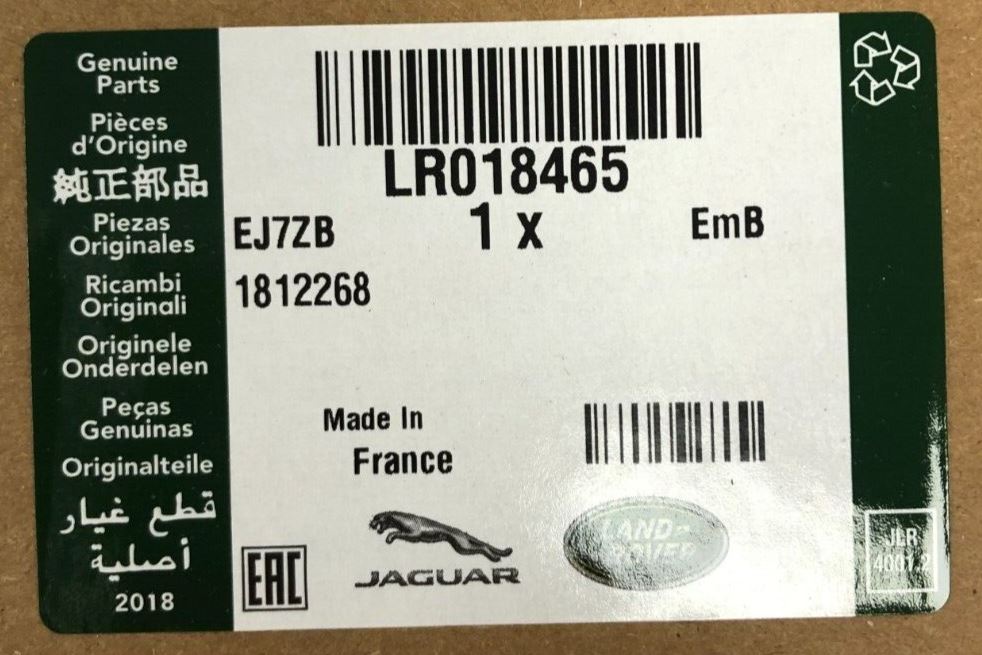 Genuine
Parts
Pièces
d'Origine
純正部品
Piezas
Originales
Ricambi
Originali
Originele
Onderdelen
Peças
Genuinas
Originalteile
قطع غيار
أصلية
2018
LR018465
EJ7ZB 1 x EmB
1812268
Made In
France
EAC
JAGUAR
LAND-
ROVER
JLR
4001.2